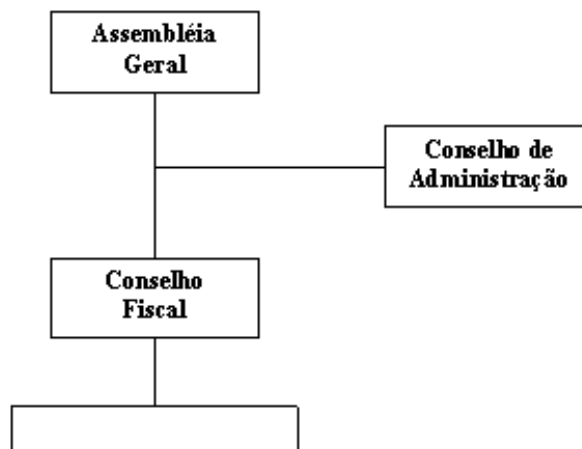 Assembléia
Geral
Conselho de
Administração
Conselho
Fiscal